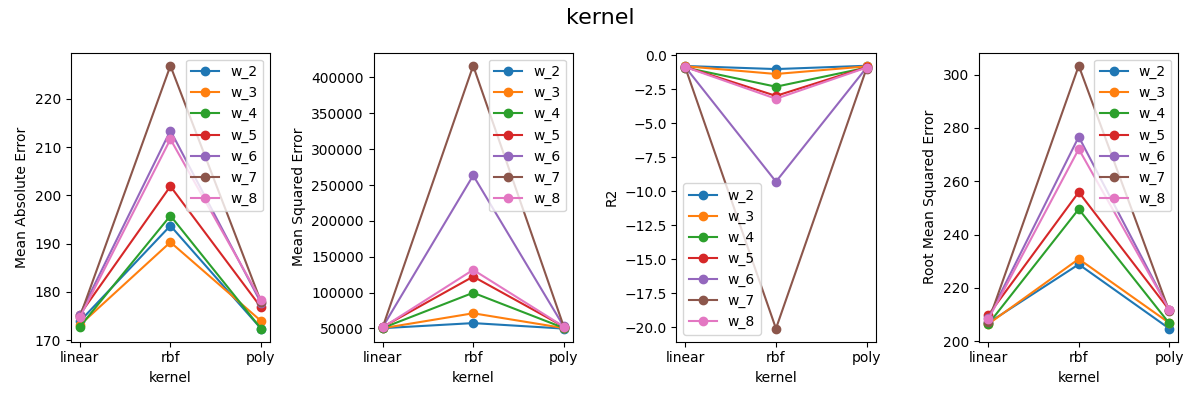 kernel
Mean Absolute Error
220
210
200
190
180
170
linear rbf poly
kernel
w_2
w_3
w_4
w_5
w_6
w_7
w_8
Mean Squared Error
400000
350000
300000
250000
200000
150000
100000
50000
linear rbf poly
kernel
w_2
w_3
w_4
w_5
w_6
w_7
w_8
R2
0.0
−2.5
−5.0
−7.5
−10.0
−12.5
−15.0
−17.5
−20.0
linear rbf poly
kernel
w_2
w_3
w_4
w_5
w_6
w_7
w_8
Root Mean Squared Error
300
280
260
240
220
200
linear rbf poly
kernel
w_2
w_3
w_4
w_5
w_6
w_7
w_8